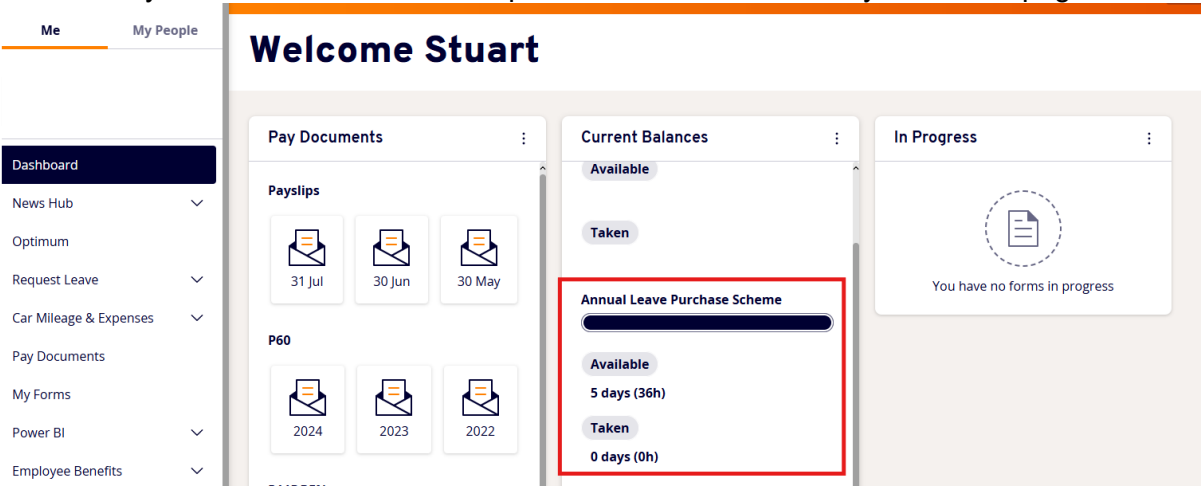 Me My People
Welcome Stuart
Dashboard
News Hub
Optimum
Request Leave
Car Mileage & Expenses
Pay Documents
My Forms
Power BI
Employee Benefits
Pay Documents
Payslips
31 Jul 30 Jun 30 May
P60
2024 2023 2022
Current Balances
Available
Taken
Annual Leave Purchase Scheme
Available
5 days (36h)
Taken
0 days (0h)
In Progress
You have no forms in progress